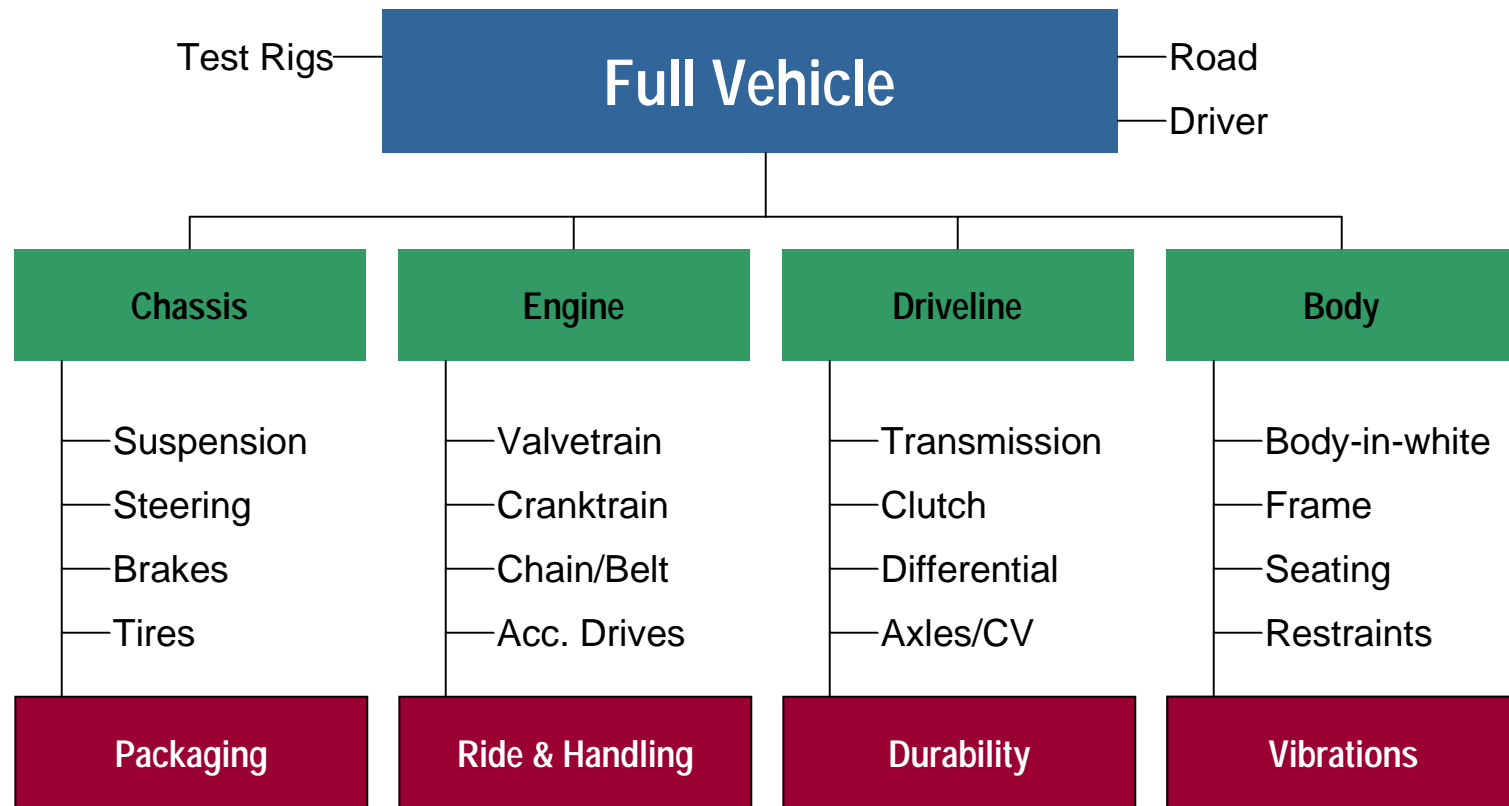 Test Rigs
Full Vehicle
Road
Driver
Chassis
Engine
Driveline
Body
Suspension
Steering
Brakes
Tires
Valvetrain
Cranktrain
Chain/Belt
Acc. Drives
Transmission
Clutch
Differential
Axles/CV
Body-in-white
Frame
Seating
Restraints
Packaging
Ride & Handling
Durability
Vibrations